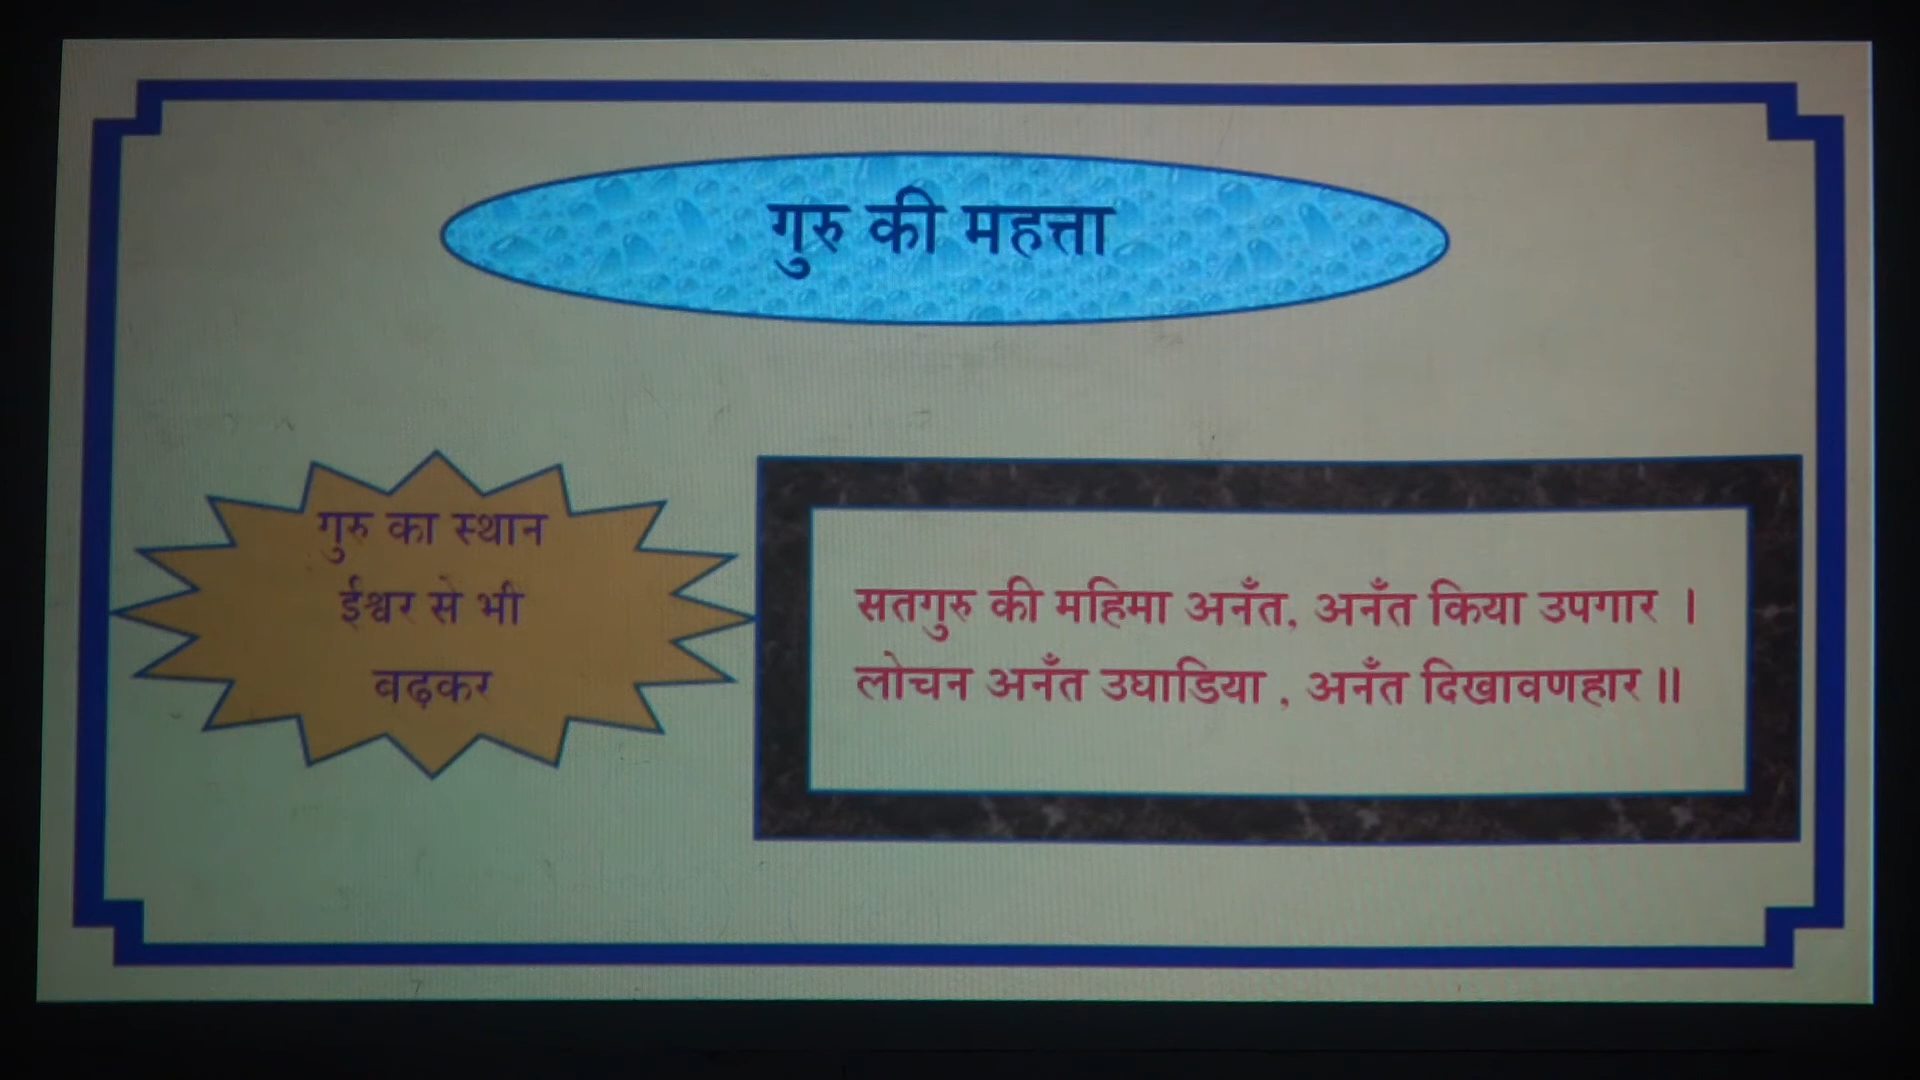 गुरु की महत्ता
गुरु का स्थान
ईश्वर से भी
बढ़कर
सतगुरु की महिमा अनँत, अनँत किया उपगार ।
लोचन अनँत उघाडिया , अनँत दिखावणहार ॥